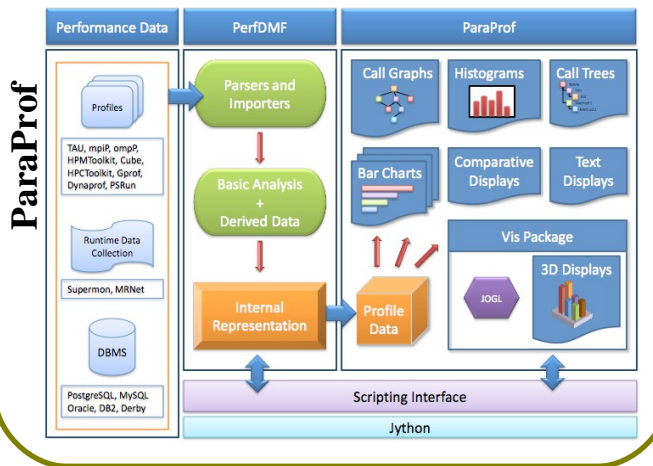 ParaProf
Performance Data
PerfDMF
ParaProf
Profiles
TAU, mpiP, ompP,
HPMToolkit, Cube,
HPCToolkit, Gprof,
Dynaprof, PSRun
Runtime Data
Collection
Supermon, MRNet
DBMS
PostgreSQL, MySQL
Oracle, DB2, Derby
Parsers and
Importers
Basic Analysis
+
Derived Data
Internal
Representation
Call Graphs
Histograms
Call Trees
Bar Charts
Comparative
Displays
Text
Displays
Profile
Data
Vis Package
JOGL
3D Displays
Scripting Interface
Jython